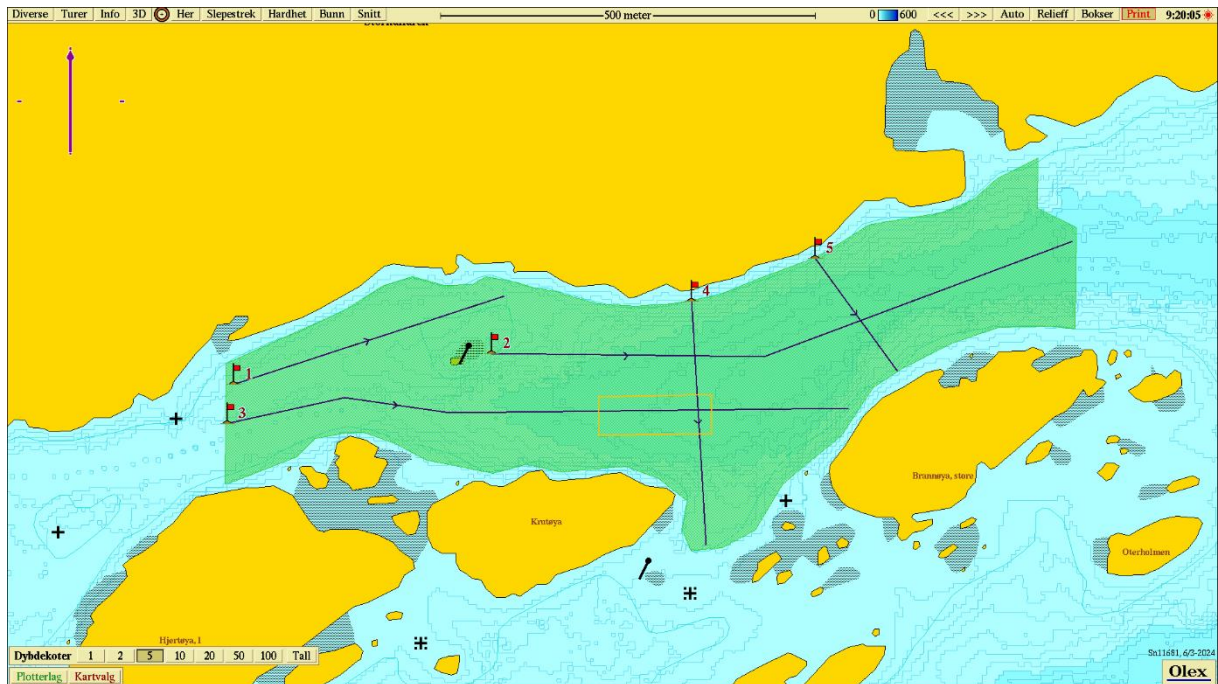 Diverse Turer Info 3D Her Slepestrek Hardhet Bunn Snitt 500 meter 0 600 <<< >>> Auto Relieff Bokser Print 9:20:05
5
4
2
1
3
Brannøya, støre
Krotøya
Oterholmen
Hjertøya, I
Dybdekoter 1 2 5 10 20 50 100 Tall
Sn11681, 6/3-2024
Plotterlag Kartvalg
Olex